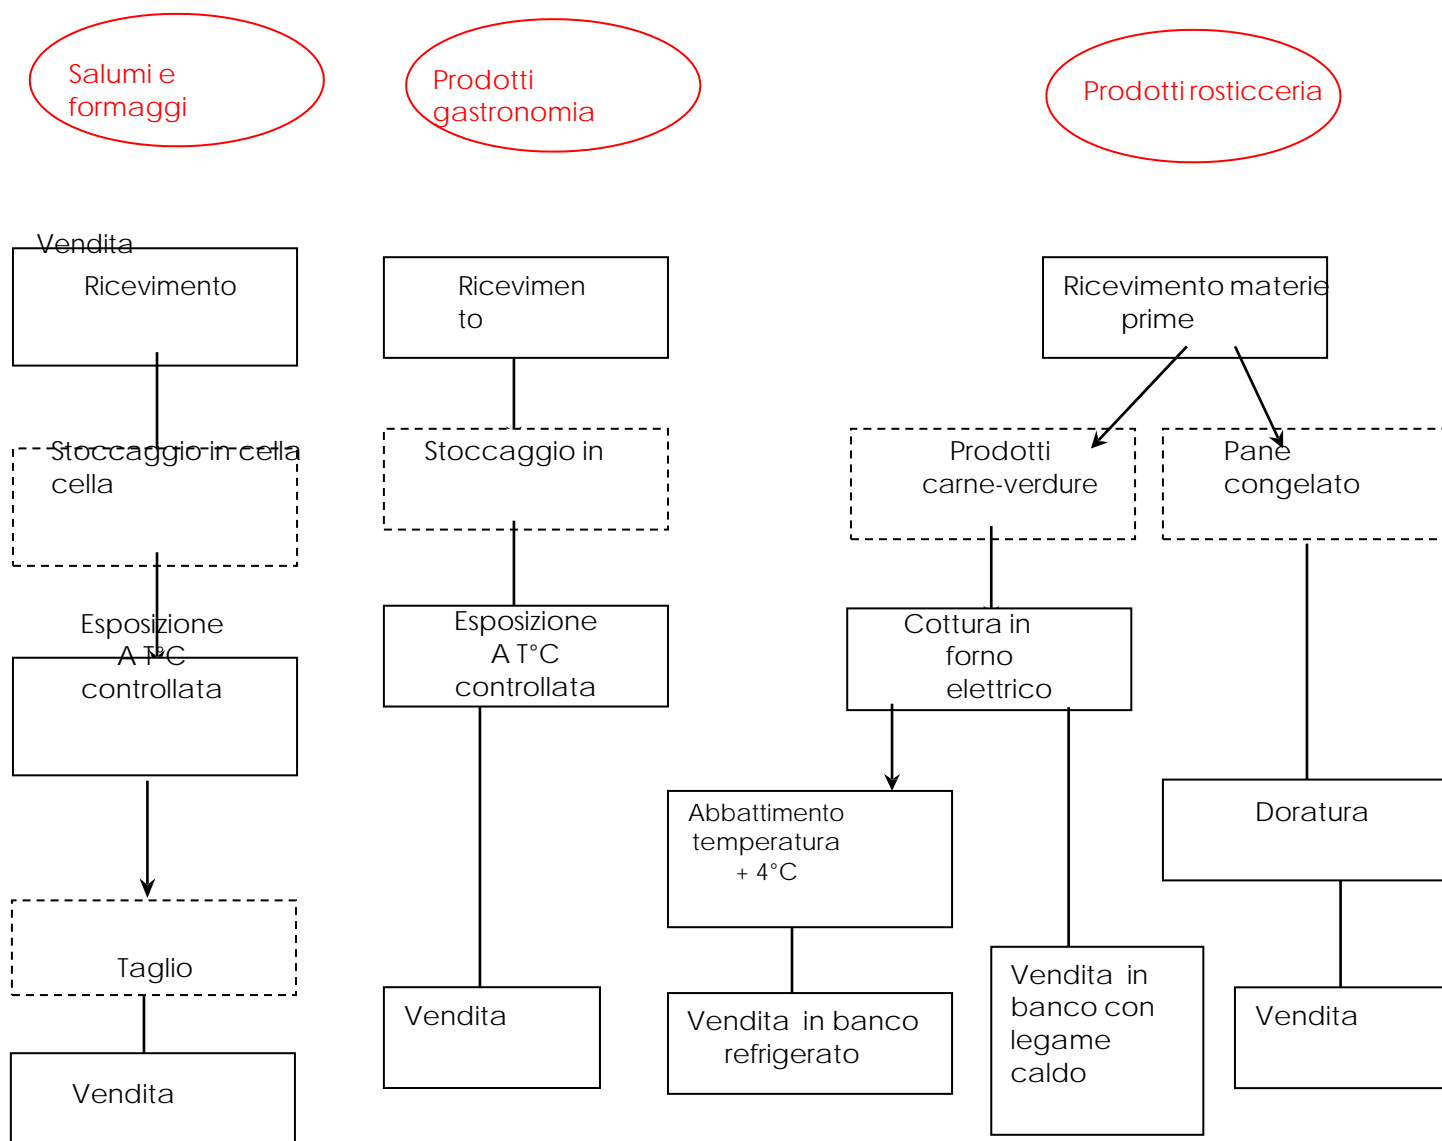 Salumi e
formaggi
Prodotti
gastronomia
Prodotti rosticceria
Vendita
Ricevimento
Ricevimen
to
Ricevimento materie
prime
Stoccaggio in cella
cella
Stoccaggio in
Prodotti
carne-verdure
Pane
congelato
Esposizione
A T°C
controllata
Esposizione
A T°C
controllata
Cottura in
forno
elettrico
Abbattimento
temperatura
+ 4°C
Doratura
Taglio
Vendita
Vendita
Vendita in banco
refrigerato
Vendita in
banco con
legame
caldo
Vendita